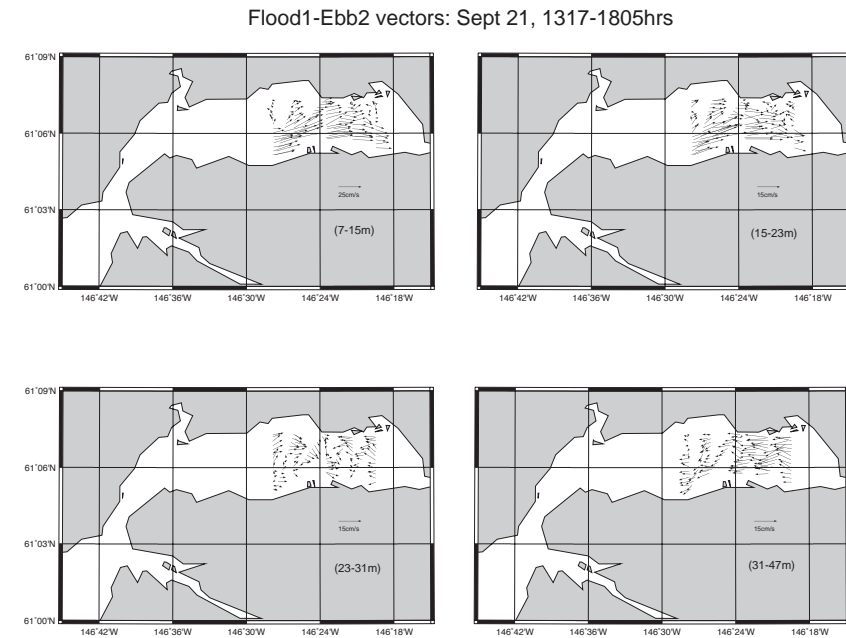 Flood1-Ebb2 vectors: Sept 21, 1317-1805hrs
61˚09'N
61˚06'N
61˚03'N
61˚00'N
25cm/s
(7-15m)
146˚42'W 146˚36'W 146˚30'W 146˚24'W 146˚18'W
15cm/s
(15-23m)
146˚42'W 146˚36'W 146˚30'W 146˚24'W 146˚18'W
61˚09'N
61˚06'N
61˚03'N
61˚00'N
15cm/s
(23-31m)
146˚42'W 146˚36'W 146˚30'W 146˚24'W 146˚18'W
15cm/s
(31-47m)
146˚42'W 146˚36'W 146˚30'W 146˚24'W 146˚18'W